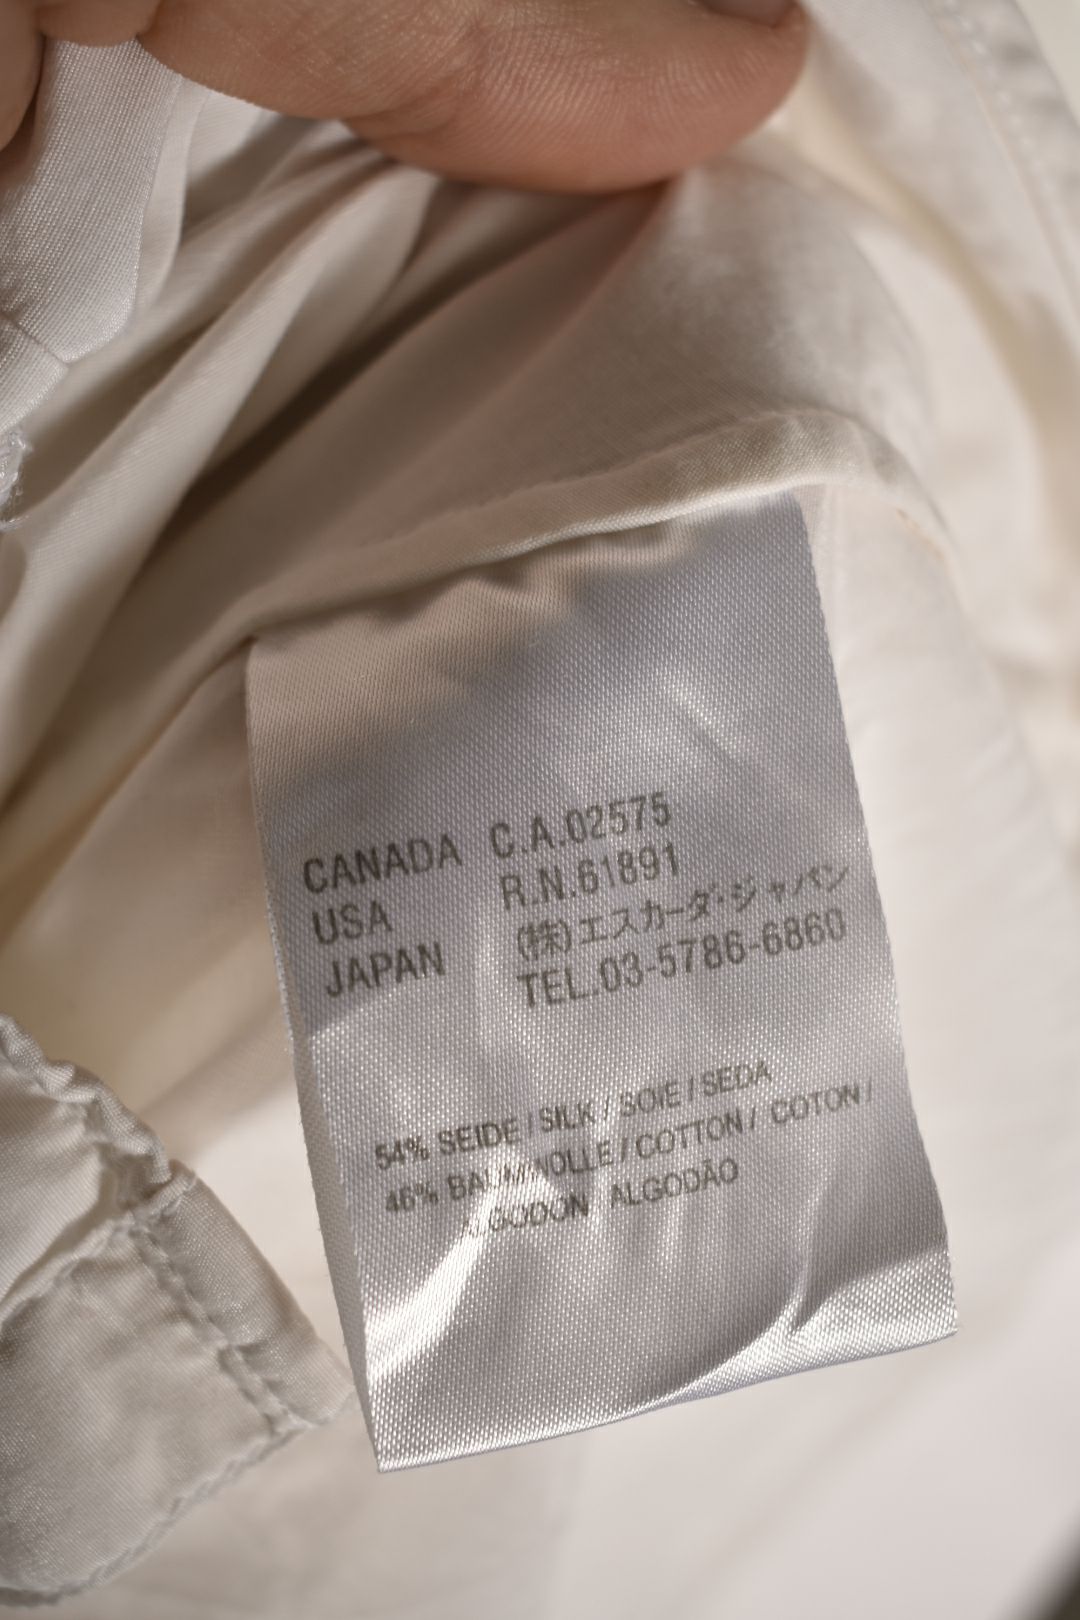 CANADA C.A.02575
USA R.N.61891
JAPAN (株)エスカーダ・ジャパン
TEL.03-5786-6860
54% SEIDE / SILK / SOIE / SEDA
46% BAUMWOLLE / COTTON / COTON /
ALGODON ALGODÃO